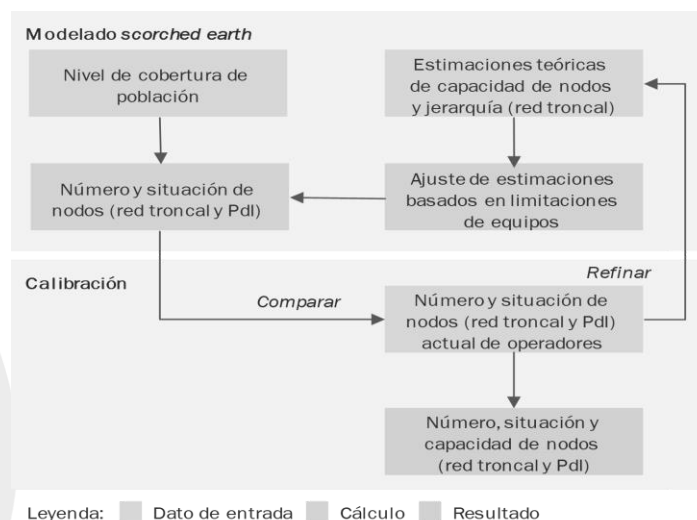 Modelado scorched earth
Nivel de cobertura de
población
Estimaciones teóricas
de capacidad de nodos
y jerarquía (red troncal)
Número y situación de
nodos (red troncal y PdI)
Ajuste de estimaciones
basados en limitaciones
de equipos
Calibración
Comparar
Refinar
Número y situación de
nodos (red troncal y PdI)
actual de operadores
Número, situación y
capacidad de nodos
(red troncal y PdI)
Leyenda: Dato de entrada Cálculo Resultado